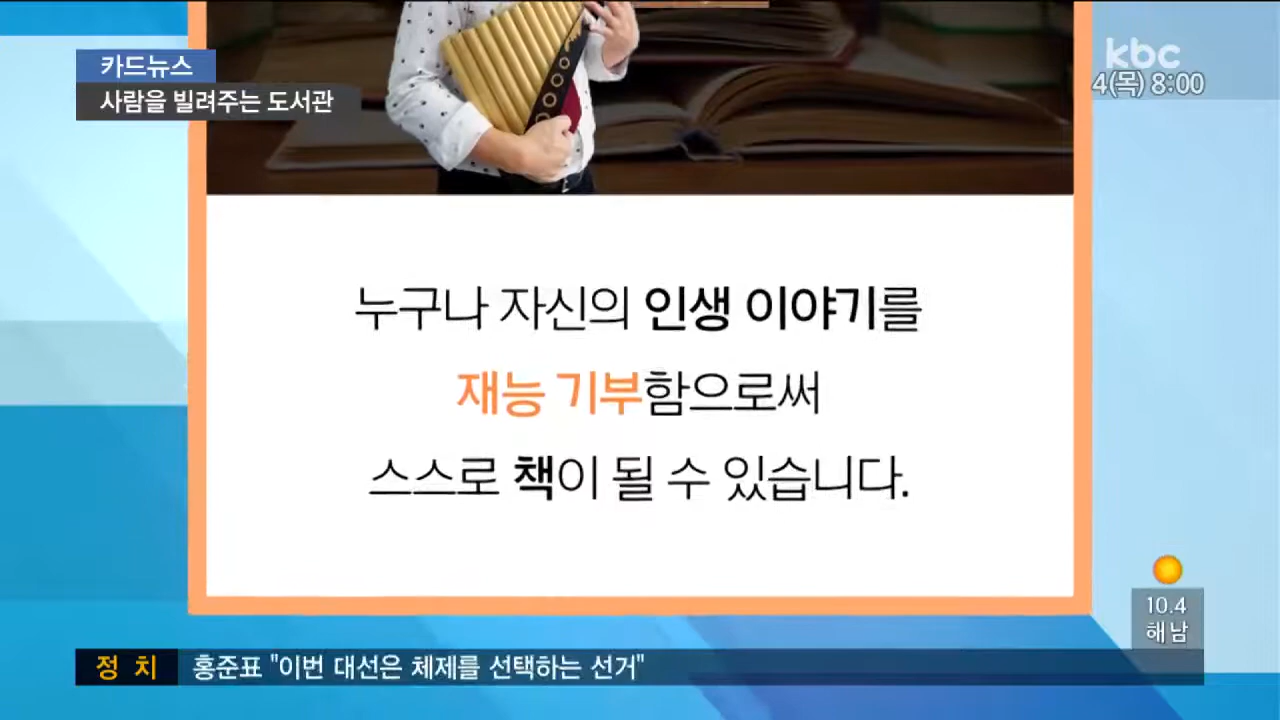 카드뉴스
사람을 빌려주는 도서관
kbc
4(목) 8:00
누구나 자신의 인생 이야기를
재능 기부함으로써
스스로 책이 될 수 있습니다.
10.4
해남
정 치 홍준표 "이번 대선은 체제를 선택하는 선거"